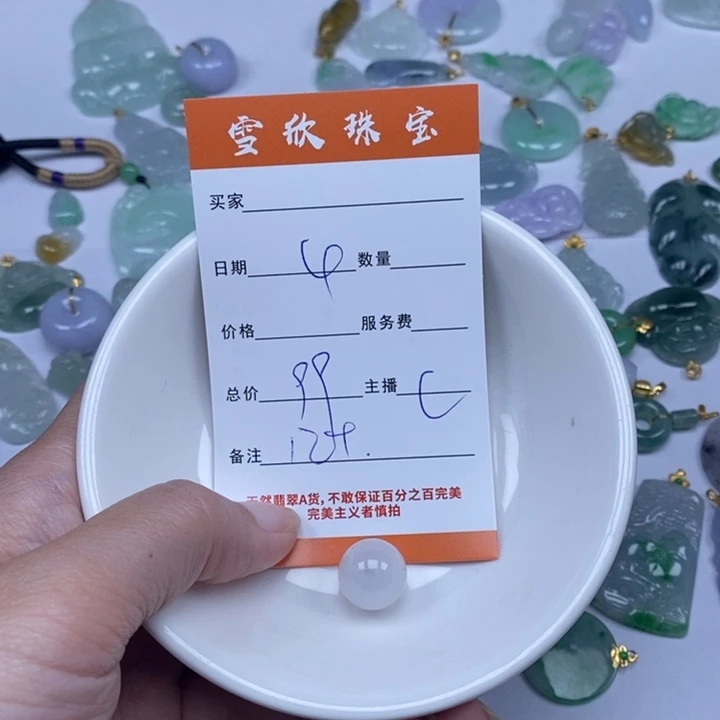 雪欣珠宝
买家
日期 4 数量
价格 服务费
总价 99 主播 C
备注
天然翡翠A货,不敢保证百分之百完美
完美主义者慎拍